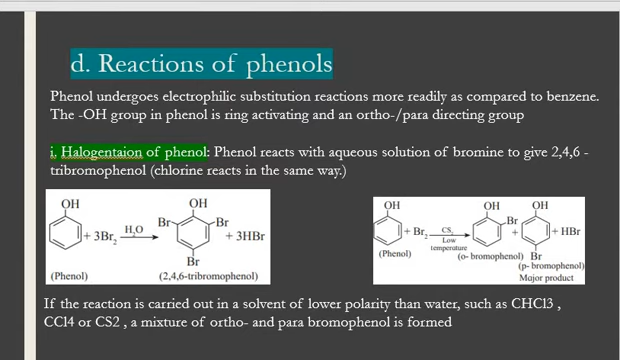 d. Reactions of phenols
Phenol undergoes electrophilic substitution reactions more readily as compared to benzene.
The -OH group in phenol is ring activating and an ortho-/para directing group
i. Halogentaion of phenol: Phenol reacts with aqueous solution of bromine to give 2,4,6 -
tribromophenol (chlorine reacts in the same way.)
OH
+ 3Br₂ H₂O
OH
Br Br
Br
+ 3HBr
(Phenol)
(2,4,6-tribromophenol)
OH
+ Br₂ CS₂
Low
temperature
OH
Br
+
OH
Br
+ HBr
(Phenol)
(o- bromophenol)
(p- bromophenol)
Major product
If the reaction is carried out in a solvent of lower polarity than water, such as CHCl3 ,
CCl4 or CS2 , a mixture of ortho- and para bromophenol is formed